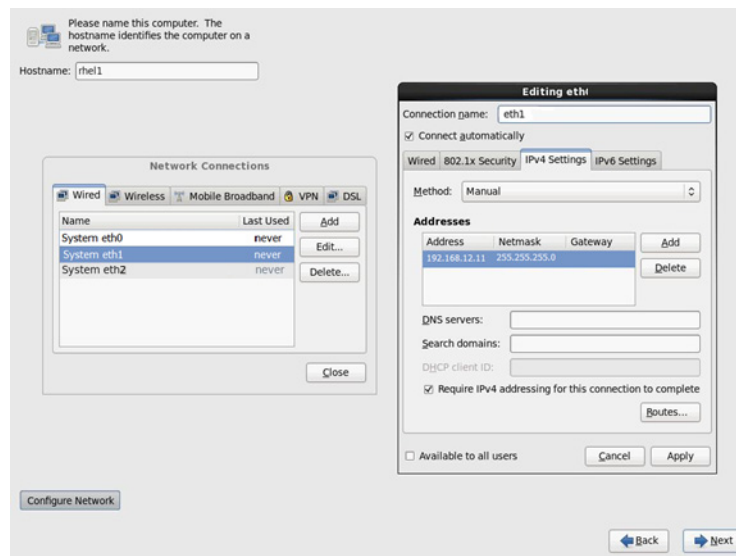 Please name this computer. The
hostname identifies the computer on a
network.
Hostname: rhel1
Network Connections
Wired Wireless Mobile Broadband VPN DSL
Name Last Used
System eth0 never
System eth1 never
System eth2 never
Add
Edit...
Delete...
Close
Configure Network
Editing eth
Connection name: eth1
Connect automatically
Wired 802.1x Security IPv4 Settings IPv6 Settings
Method: Manual
Addresses
Address Netmask Gateway
192.168.12.11 255.255.255.0
Add
Delete
DNS servers:
Search domains:
DHCP client ID:
Require IPv4 addressing for this connection to complete
Routes...
Available to all users Cancel Apply
Back Next